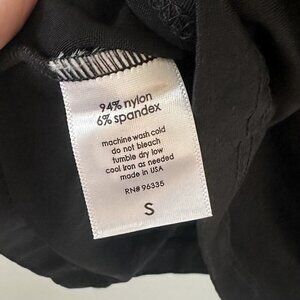 94% nylon
6% spandex
machine wash cold
do not bleach
tumble dry low
cool iron as needed
made in USA
RN# 96335
S